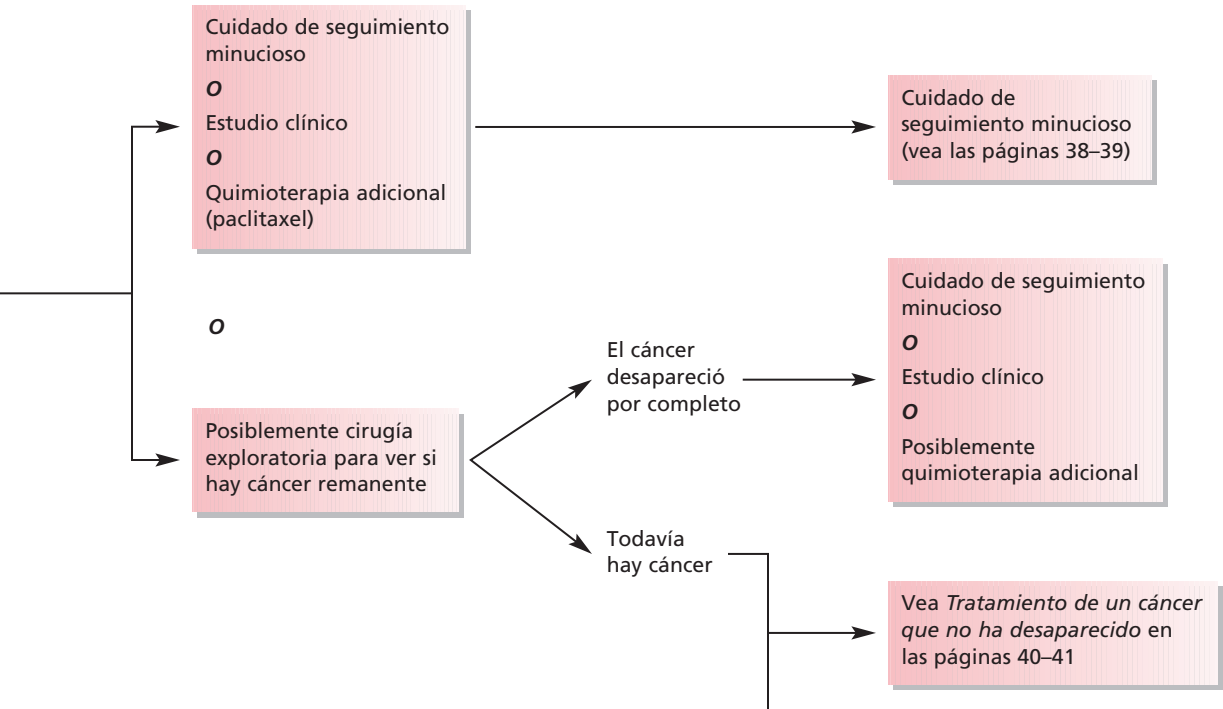 Cuidado de seguimiento
minucioso
O
Estudio clínico
O
Quimioterapia adicional
(paclitaxel)
Cuidado de
seguimiento minucioso
(vea las páginas 38–39)
O
Posiblemente cirugía
exploratoria para ver si
hay cáncer remanente
El cáncer
desapareció
por completo
Cuidado de seguimiento
minucioso
O
Estudio clínico
O
Posiblemente
quimioterapia adicional
Todavía
hay cáncer
Vea Tratamiento de un cáncer
que no ha desaparecido en
las páginas 40–41